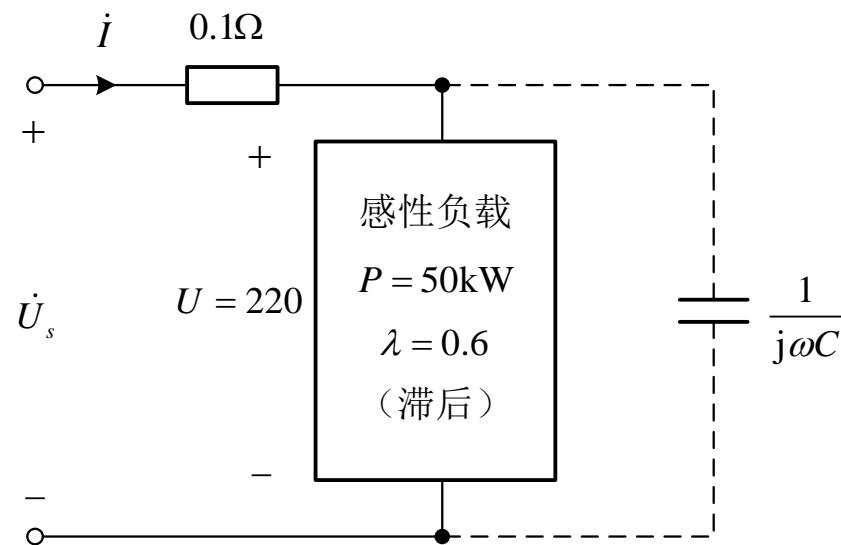 İ
0.1Ω
+
+
感性负载
P = 50kW
U̇s
U = 220
λ = 0.6
（滞后）
1
jωC
−
−